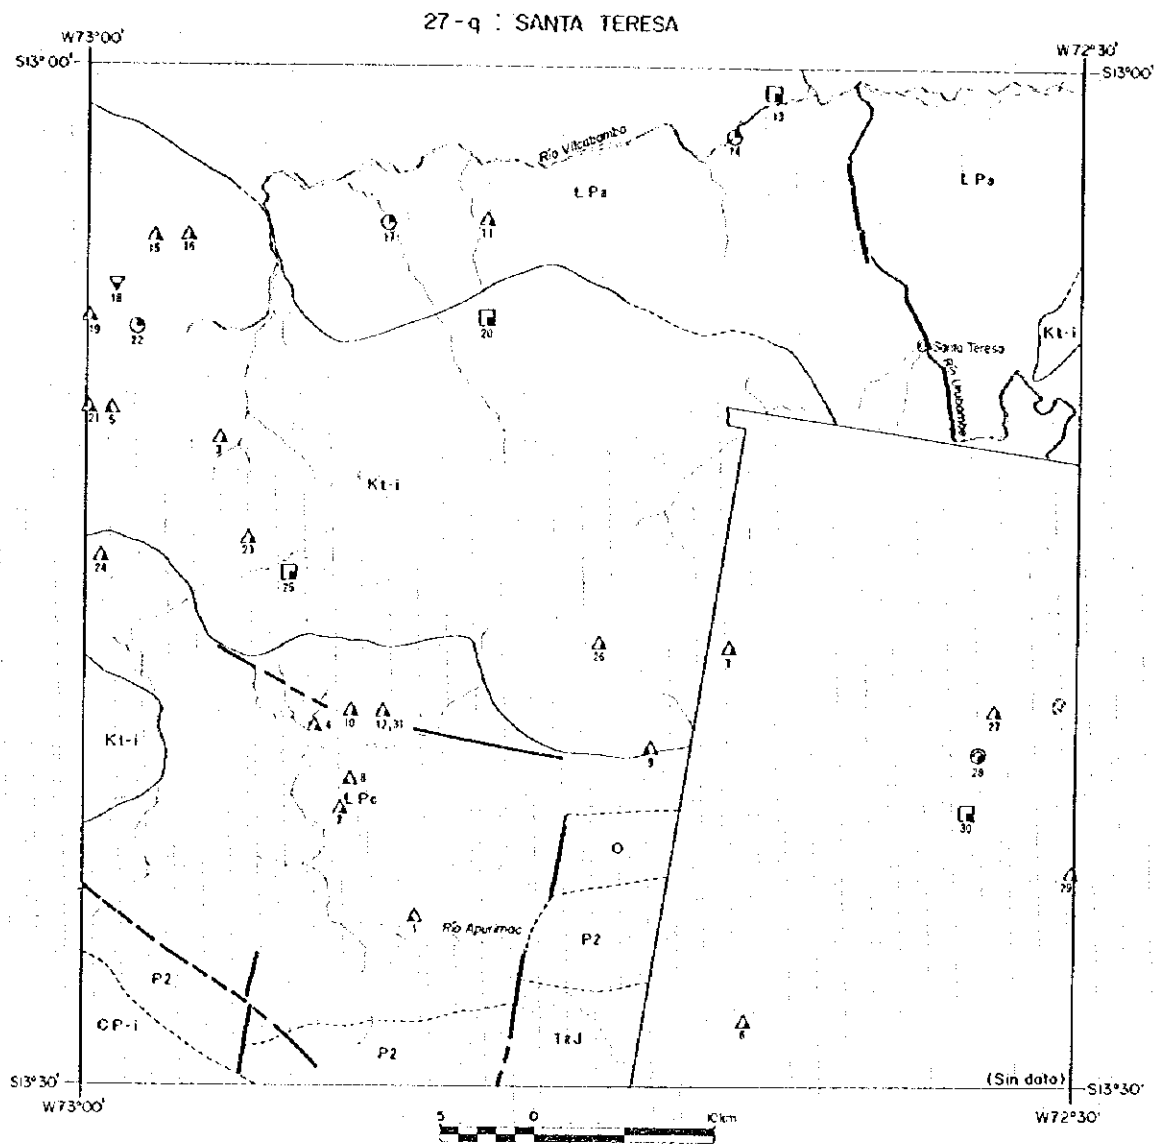 27-q : SANTA TERESA
W73°00'
W72°30'
S13°00'
S13°00'
13
14
Río Vilcabamba
Ł Pa
Ł Pa
15
16
17
11
18
19
22
20
Kt-i
Santa Teresa
Río Urubamba
21
5
3
Kt-i
23
24
25
26
10
12,31
4
27
Kt-i
9
28
8
Ł Pc
30
O
29
1
Río Apurimac
P2
P2
CP-i
6
TsJ
P2
(Sin dato)
S13°30'
S13°30'
W73°00'
W72°30'
5
0
10km